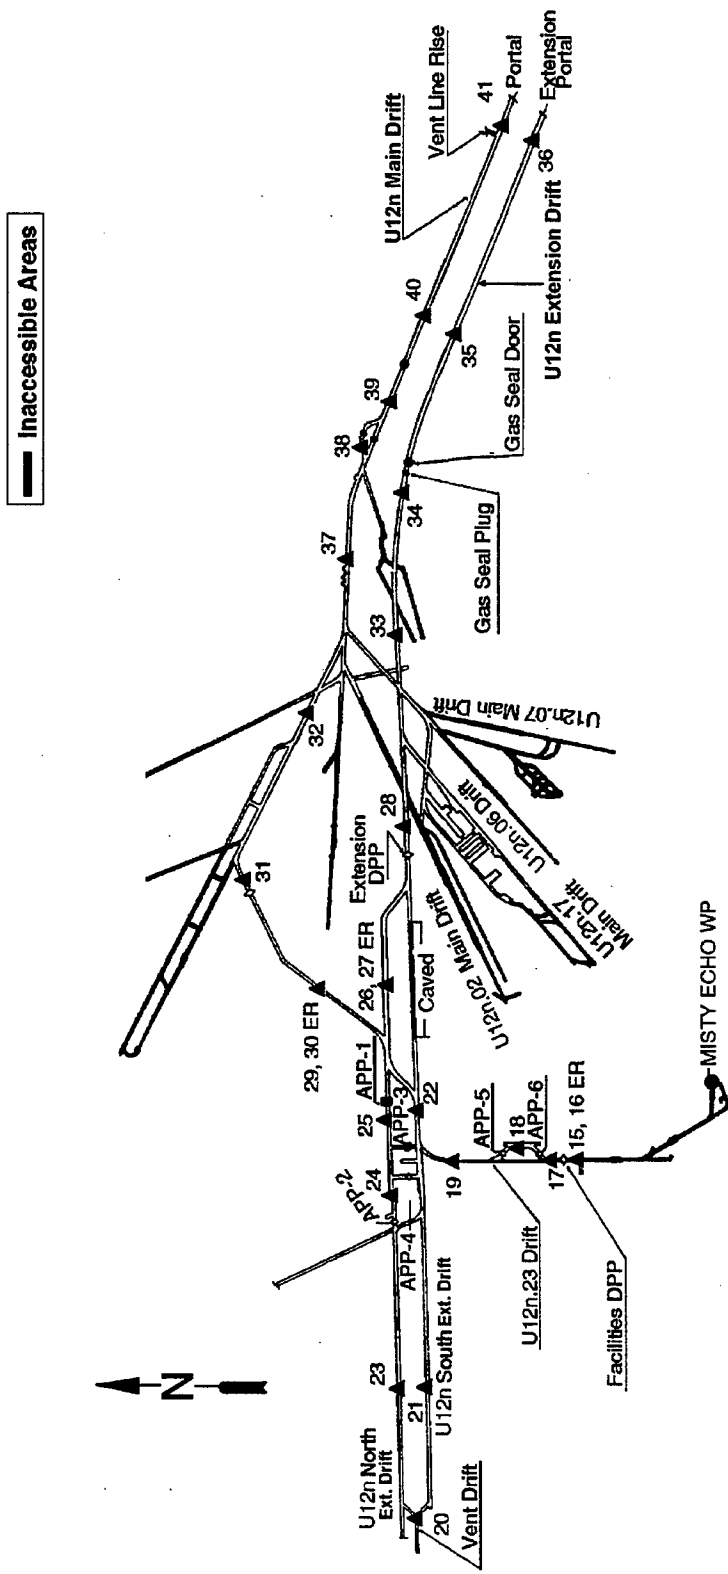 Inaccessible Areas
N
41
Portal
Extension
Portal
Vent Line Rise
36
U12n Main Drift
U12n Extension Drift
40
35
39
Gas Seal Door
38
34
Gas Seal Plug
37
33
32
U12n.07 Main Drift
U12n.06 Drift
U12n.17
Main Drift
28
Extension
DPP
U12n.02 Main Drift
31
26, 27 ER
Caved
29, 30 ER
APP-1
25
APP-3
22
24
APP-2
APP-4
19
APP-5
18
APP-6
17
15, 16 ER
MISTY ECHO WP
U12n.23 Drift
Facilities DPP
23
21
U12n South Ext. Drift
U12n North
Ext. Drift
20
Vent Drift